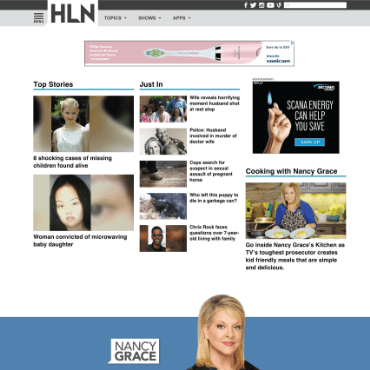 HLN
MENU
TOPICS
SHOWS
APPS
Save Up to $20
sonicare
Top Stories
8 shocking cases of missing
children found alive
Woman convicted of microwaving
baby daughter
Just In
Wife reveals horrifying
moment husband shot
at rest stop
Police: Husband
involved in murder of
doctor wife
Cops search for
suspect in sexual
assault of pregnant
horse
Who left this puppy to
die in a garbage can?
Chris Rock faces
questions over 7-year-
old living with family
ADVERTISEMENT
SCANA ENERGY
CAN HELP
YOU SAVE
SIGN UP
Cooking with Nancy Grace
Go inside Nancy Grace's Kitchen as
TV's toughest prosecutor creates
kid friendly meals that are simple
and delicious.
NANCY
GRACE